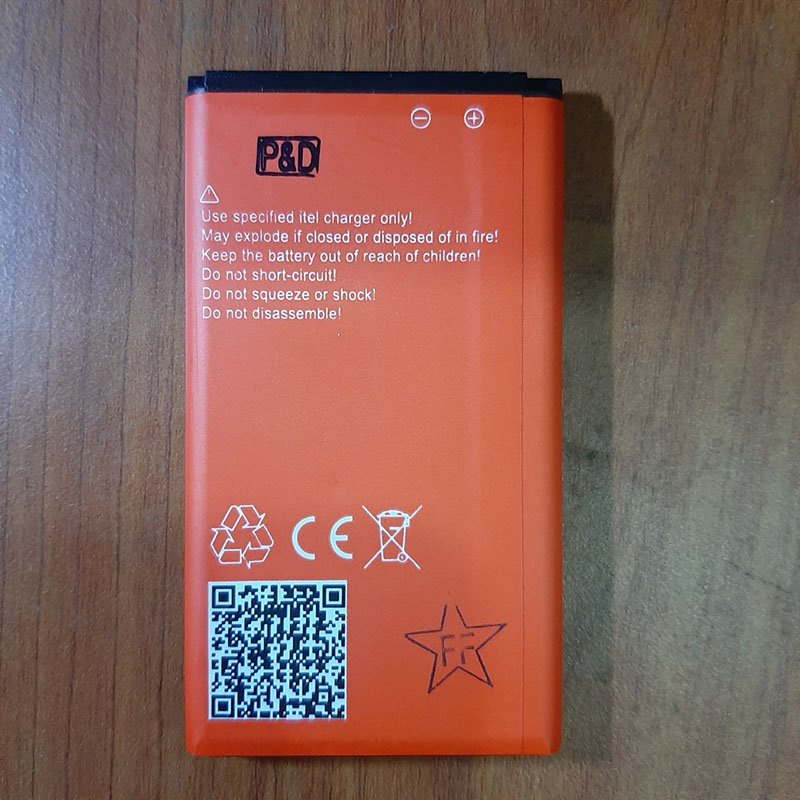 P&D
Use specified itel charger only!
May explode if closed or disposed of in fire!
Keep the battery out of reach of children!
Do not short-circuit!
Do not squeeze or shock!
Do not disassemble!
CE
FF